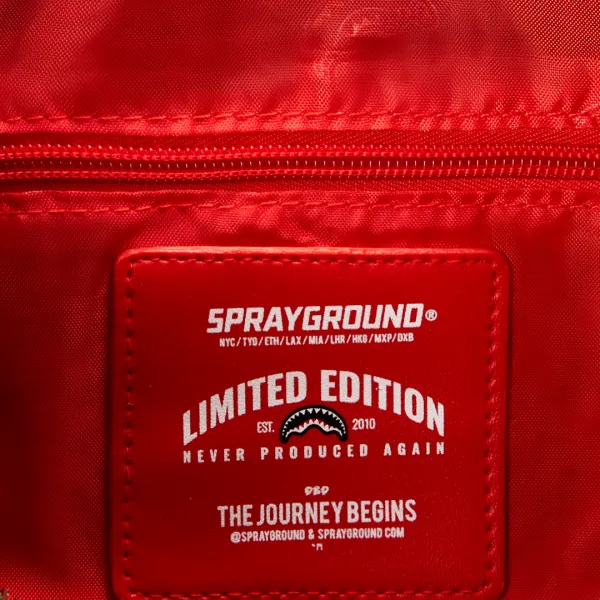 SPRAYGROUND®
NYC/TYO/ETH/LAX/MIA/LHR/HKG/MXP/DXB
LIMITED EDITION
EST. 2010
NEVER PRODUCED AGAIN
THE JOURNEY BEGINS
@SPRAYGROUND & SPRAYGROUND COM